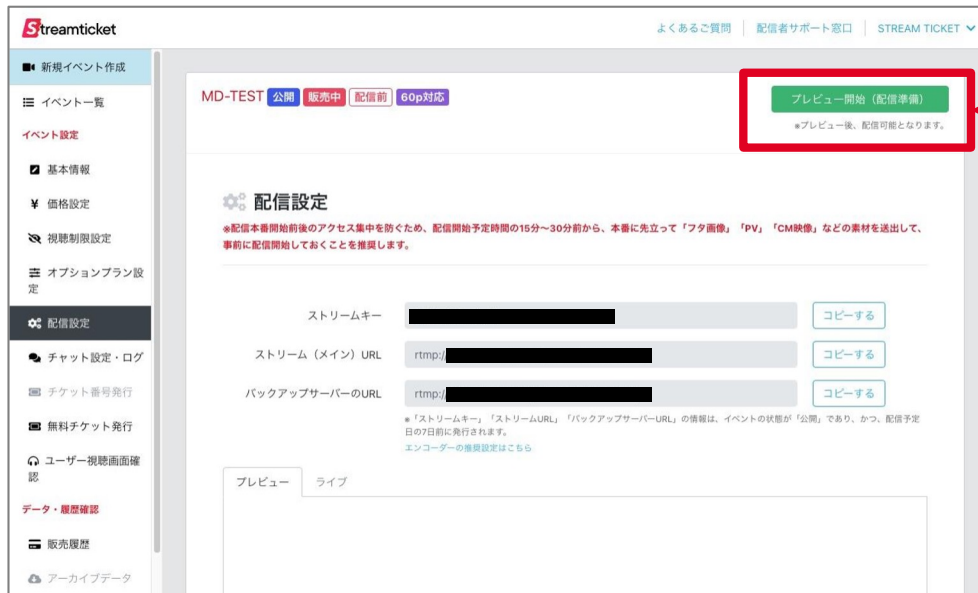 Streamticket
よくあるご質問
配信者サポート窓口
STREAM TICKET
新規イベント作成
イベント一覧
イベント設定
基本情報
価格設定
視聴制限設定
オプションプラン設
定
配信設定
チャット設定・ログ
チケット番号発行
無料チケット発行
ユーザー視聴画面確
認
データ・履歴確認
販売履歴
アーカイブデータ
MD-TEST 公開 販売中 配信前 60p対応
プレビュー開始（配信準備）
※プレビュー後、配信可能となります。
配信設定
※配信本番開始前後のアクセス集中を防ぐため、配信開始予定時間の15分〜30分前から、本番に先立って「フタ画像」「PV」「CM映像」などの素材を送出して、
事前に配信開始しておくことを推奨します。
ストリームキー
コピーする
ストリーム（メイン）URL
rtmp:/
コピーする
バックアップサーバーのURL
rtmp:/
コピーする
※「ストリームキー」「ストリームURL」「バックアップサーバーURL」の情報は、イベントの状態が「公開」であり、かつ、配信予定
日の7日前に発行されます。
エンコーダーの推奨設定はこちら
プレビュー
ライブ